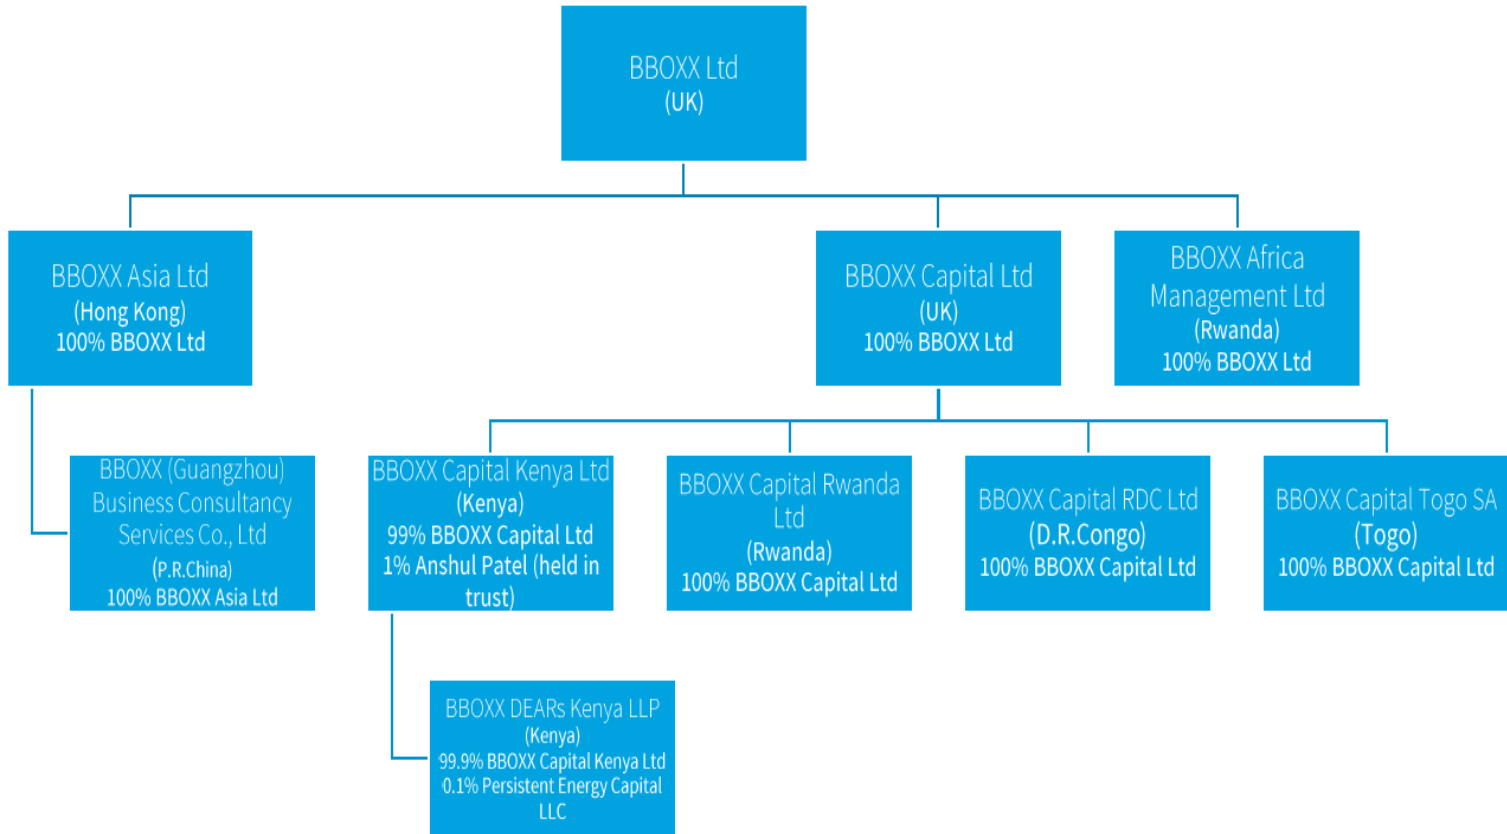 BBOXX Ltd
(UK)
BBOXX Asia Ltd
(Hong Kong)
100% BBOXX Ltd
BBOXX Capital Ltd
(UK)
100% BBOXX Ltd
BBOXX Africa
Management Ltd
(Rwanda)
100% BBOXX Ltd
BBOXX (Guangzhou)
Business Consultancy
Services Co., Ltd
(P.R.China)
100% BBOXX Asia Ltd
BBOXX Capital Kenya Ltd
(Kenya)
99% BBOXX Capital Ltd
1% Anshul Patel (held in
trust)
BBOXX Capital Rwanda
Ltd
(Rwanda)
100% BBOXX Capital Ltd
BBOXX Capital RDC Ltd
(D.R.Congo)
100% BBOXX Capital Ltd
BBOXX Capital Togo SA
(Togo)
100% BBOXX Capital Ltd
BBOXX DEARs Kenya LLP
(Kenya)
99.9% BBOXX Capital Kenya Ltd
0.1% Persistent Energy Capital
LLC